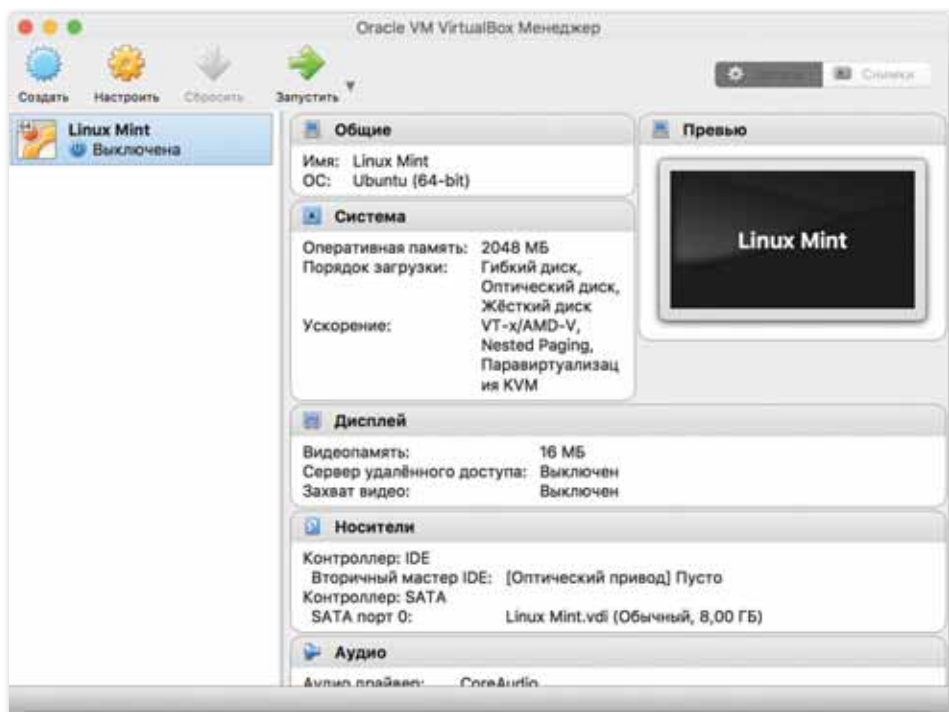 Oracle VM VirtualBox Менеджер
Создать
Настроить
Сбросить
Запустить
Снимки
Linux Mint
Выключена
Общие
Имя: Linux Mint
ОС: Ubuntu (64-bit)
Превью
Linux Mint
Система
Оперативная память: 2048 МБ
Порядок загрузки: Гибкий диск,
Оптический диск,
Жёсткий диск
Ускорение: VT-x/AMD-V,
Nested Paging,
Паравиртуализац
ия KVM
Дисплей
Видеопамять: 16 МБ
Сервер удалённого доступа: Выключен
Захват видео: Выключен
Носители
Контроллер: IDE
Вторичный мастер IDE: [Оптический привод] Пусто
Контроллер: SATA
SATA порт 0: Linux Mint.vdi (Обычный, 8,00 ГБ)
Аудио
Аудио драйвер: CoreAudio